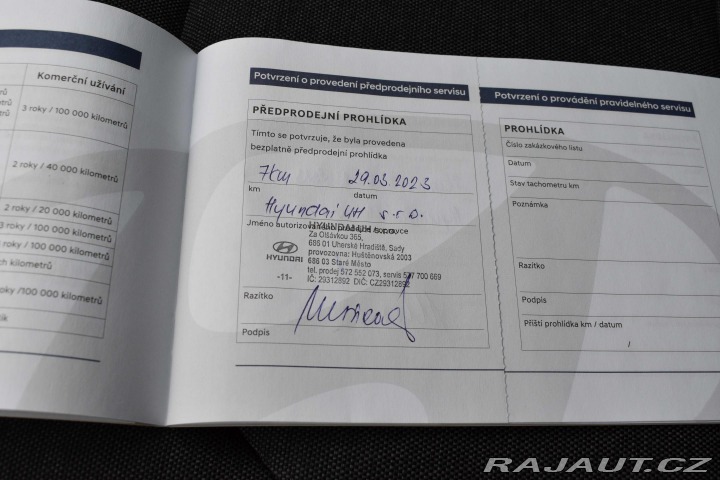 Komerční užívání
3 roky / 100 000 kilometrů
2 roky / 40 000 kilometrů
2 roky / 20 000 kilometrů
3 roky / 100 000 kilometrů
roky / 100 000 kilometrů
kilometrů
roky /100 000 kilometrů
Potvrzení o provedení předprodejního servisu
PŘEDPRODEJNÍ PROHLÍDKA
Tímto se potvrzuje, že byla provedena
bezplatně předprodejní prohlídka
7km 29.03.2023
km datum
Hyundai UH s.r.o.
Jméno
HYUNDAI UH s.r.o.
Za Olšávkou 365,
686 01 Uherské Hradiště, Sady
provozovna: Huštěnovská 2003
686 03 Staré Město
tel. prodej 572 552 073, servis 577 700 669
IČ: 29312892 DIČ: CZ29312892
HYUNDAI
-11-
Razítko
Podpis
Potvrzení o provádění pravidelného servisu
PROHLÍDKA
Číslo zakázkového listu
Datum
Stav tachometru km
Poznámka
Razítko
Podpis
Příští prohlídka km / datum
RAJAUT.CZ